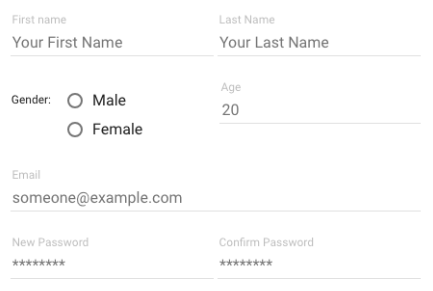 First name Last Name
Your First Name Your Last Name
Gender: Male
Age
20
Female
Email
someone@example.com
New Password Confirm Password
******** ********